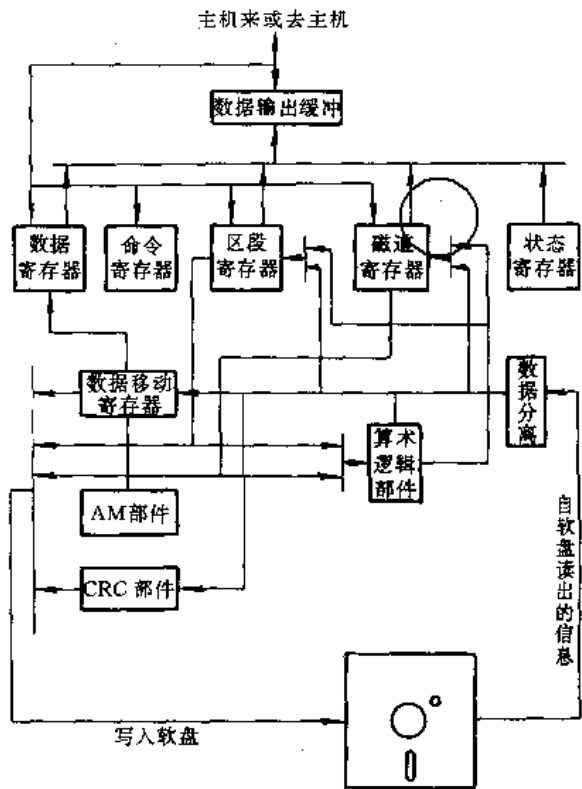 主机来或去主机
数据输出缓冲
数据
寄存器
命令
寄存器
区段
寄存器
磁道
寄存器
状态
寄存器
数据移动
寄存器
数据分离
算术
逻辑
部件
AM部件
CRC 部件
自软盘读出的信息
写入软盘